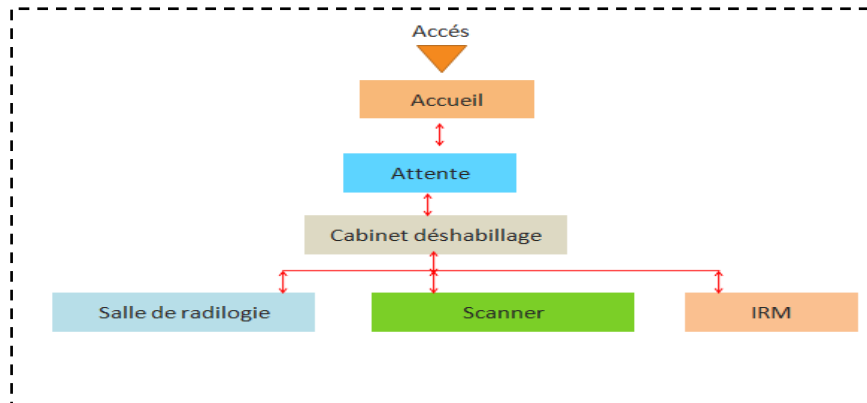 Accés
Accueil
Attente
Cabinet déshabillage
Salle de radilogie
Scanner
IRM